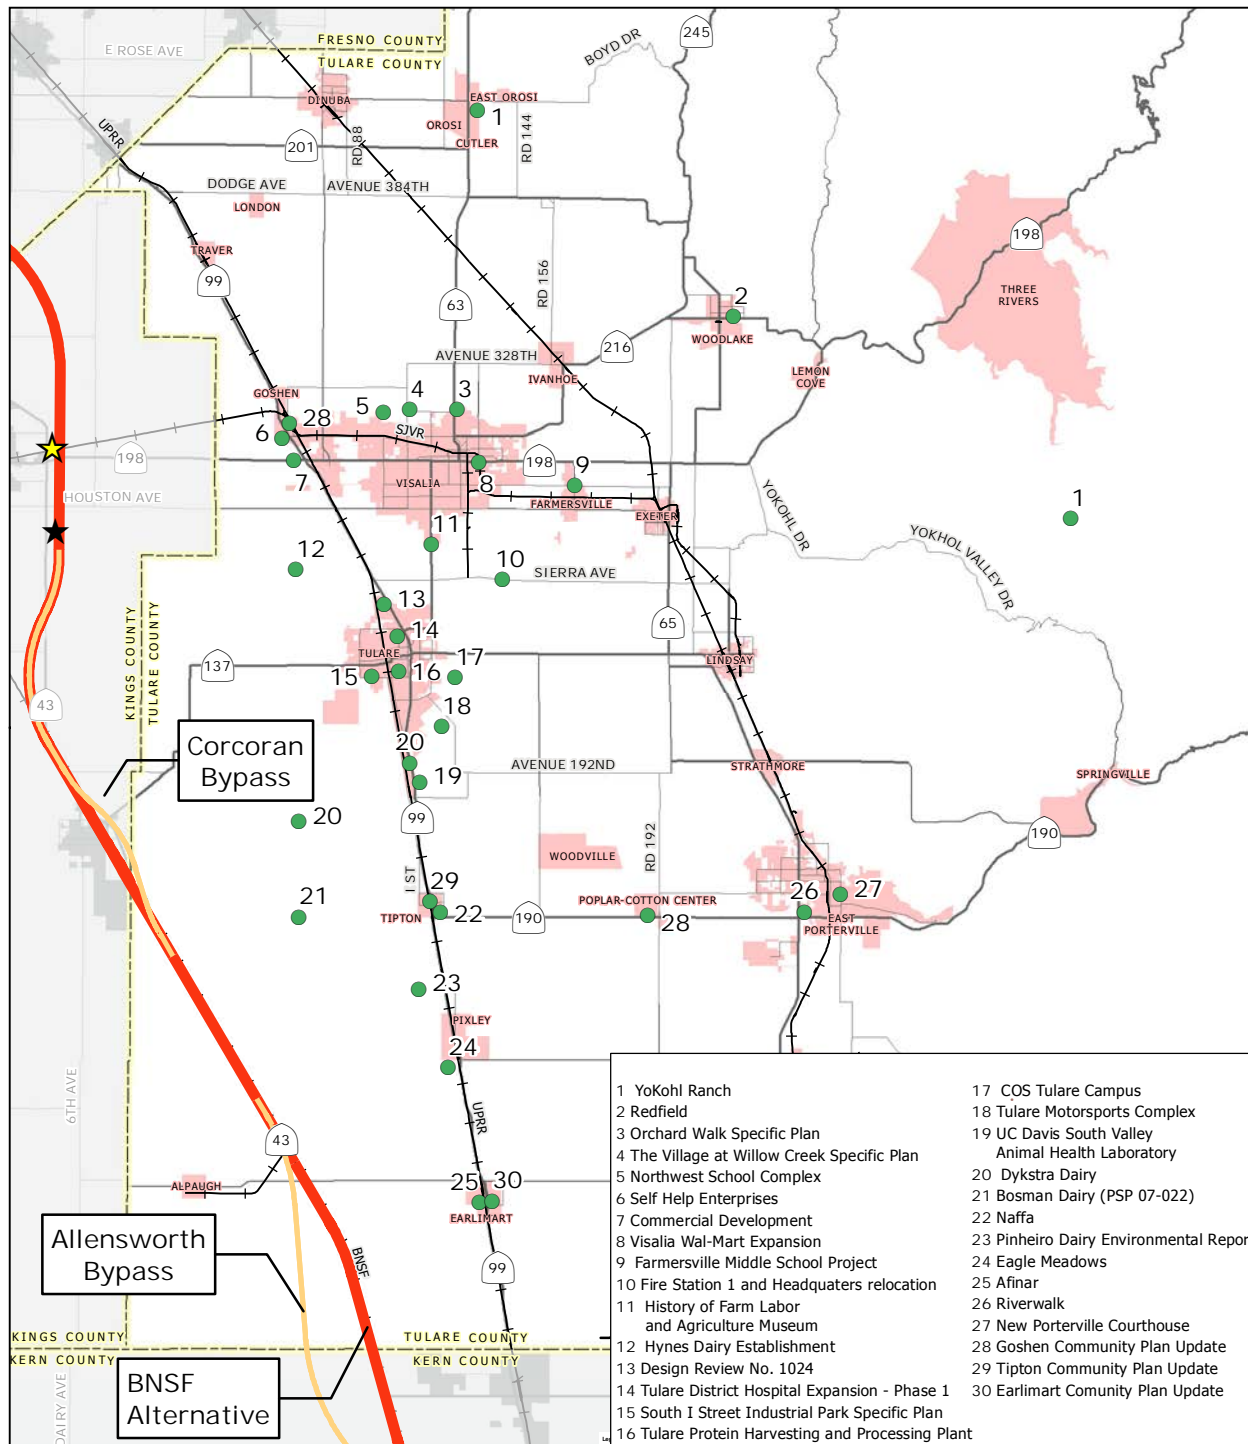 FRESNO COUNTY
TULARE COUNTY
E ROSE AVE
BOYD DR
245
DINUBA
EAST OROSI
1
OROSI
CUTLER
RD 144
UPRR
201
RD 88
DODGE AVE
AVENUE 384TH
LONDON
TRAVER
99
63
RD 156
198
THREE
RIVERS
2
WOODLAKE
216
AVENUE 328TH
IVANHOE
LEMON
COVE
GOSHEN
28
5
4
3
6
SJVR
198
7
198
VISALIA
8
9
FARMERSVILLE
EXETER
HOUSTON AVE
YOKOHL DR
YOKHOL VALLEY DR
1
11
12
10
SIERRA AVE
13
14
TULARE
65
137
15
16
17
LINDSAY
KINGS COUNTY
TULARE COUNTY
43
18
Corcoran
Bypass
20
19
AVENUE 192ND
STRATHMORE
SPRINGVILLE
20
99
190
I ST
WOODVILLE
RD 192
21
29
TIPTON
22
190
POPLAR-COTTON CENTER
28
26
27
EAST
PORTERVILLE
23
PIXLEY
24
6TH AVE
UPRR
43
ALPAUGH
25
30
EARLIMART
Allensworth
Bypass
BNSF
99
KINGS COUNTY
KERN COUNTY
TULARE COUNTY
KERN COUNTY
BNSF
Alternative
DAIRY AVE
1 YoKohl Ranch
2 Redfield
3 Orchard Walk Specific Plan
4 The Village at Willow Creek Specific Plan
5 Northwest School Complex
6 Self Help Enterprises
7 Commercial Development
8 Visalia Wal-Mart Expansion
9 Farmersville Middle School Project
10 Fire Station 1 and Headquaters relocation
11 History of Farm Labor
and Agriculture Museum
12 Hynes Dairy Establishment
13 Design Review No. 1024
14 Tulare District Hospital Expansion - Phase 1
15 South I Street Industrial Park Specific Plan
16 Tulare Protein Harvesting and Processing Plant
17 COS Tulare Campus
18 Tulare Motorsports Complex
19 UC Davis South Valley
Animal Health Laboratory
20 Dykstra Dairy
21 Bosman Dairy (PSP 07-022)
22 Naffa
23 Pinheiro Dairy Environmental Repor
24 Eagle Meadows
25 Afinar
26 Riverwalk
27 New Porterville Courthouse
28 Goshen Community Plan Update
29 Tipton Community Plan Update
30 Earlimart Comunity Plan Update